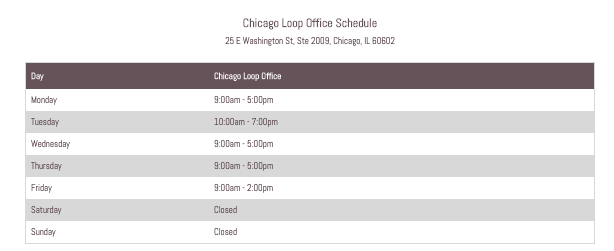 Chicago Loop Office Schedule
25 E Washington St, Ste 2009, Chicago, IL 60602
Day Chicago Loop Office
Monday 9:00am - 5:00pm
Tuesday 10:00am - 7:00pm
Wednesday 9:00am - 5:00pm
Thursday 9:00am - 5:00pm
Friday 9:00am - 2:00pm
Saturday Closed
Sunday Closed